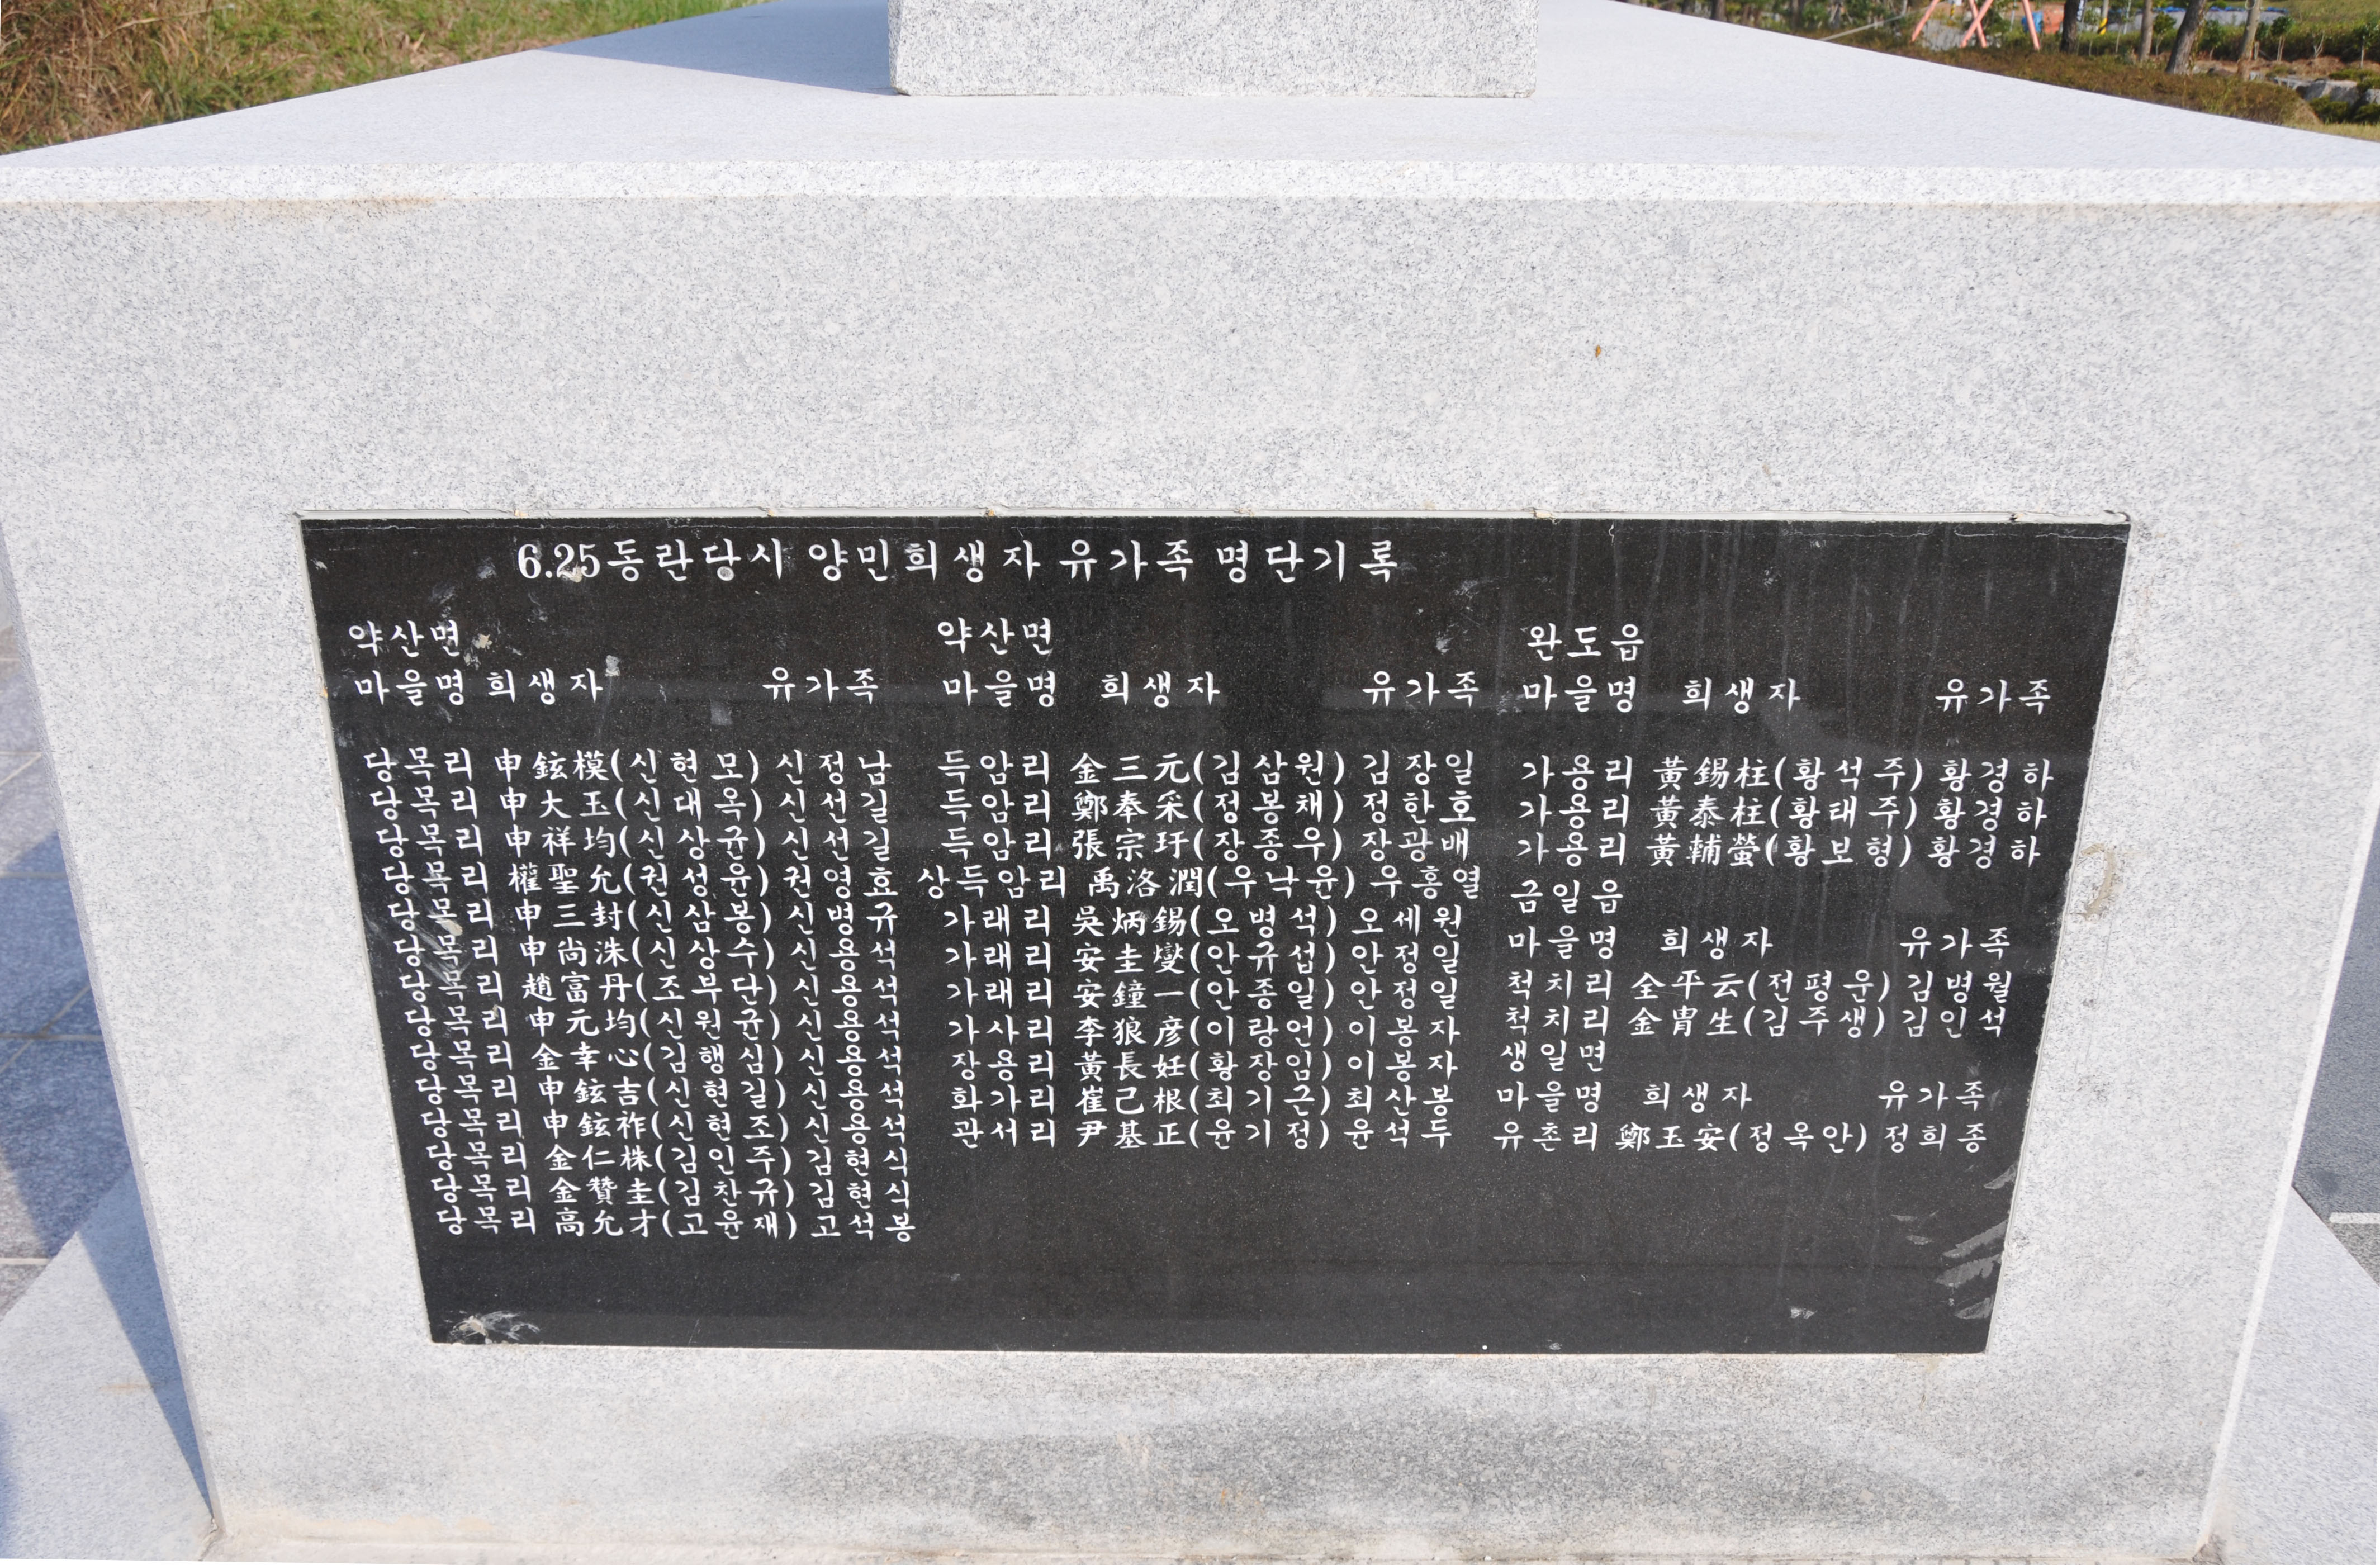 6.25동란당시 양민희생자 유가족 명단기록
약산면
마을명 희생자 유가족
당목리 申鉉模(신현모) 신정남
당목리 申大玉(신대옥) 신선길
당목리 申祥均(신상균) 신선길
당목리 權聖允(권성윤) 권영효
당목리 申三封(신삼봉) 신병규
당목리 申尙洙(신상수) 신용석
당목리 趙富丹(조부단) 신용석
당목리 申元均(신원균) 신용석
당목리 金幸心(김행심) 신용석
당목리 申鉉吉(신현길) 신용석
당목리 申鉉祚(신현조) 신용석
당목리 金仁株(김인주) 김현식
당목리 金贊圭(김찬규) 김현식
당목리 高允才(고윤재) 고석봉
약산면
마을명 희생자 유가족
득암리 金三元(김삼원) 김장일
득암리 鄭奉采(정봉채) 정한호
득암리 張宗玗(장종우) 장광배
상득암리 禹洛潤(우낙윤) 우홍열
가래리 吳炳錫(오병석) 오세원
가래리 安圭燮(안규섭) 안정일
가래리 安鐘一(안종일) 안정일
가사리 李狼彦(이랑언) 이봉자
장용리 黃長妊(황장임) 이봉자
화가리 崔己根(최기근) 최산봉
관서리 尹基正(윤기정) 윤석두
완도읍
마을명 희생자 유가족
가용리 黃錫柱(황석주) 황경하
가용리 黃泰柱(황태주) 황경하
가용리 黃輔螢(황보형) 황경하
금일읍
마을명 희생자 유가족
척치리 全平云(전평운) 김병월
척치리 金冑生(김주생) 김인석
생일면
마을명 희생자 유가족
유촌리 鄭玉安(정옥안) 정희종